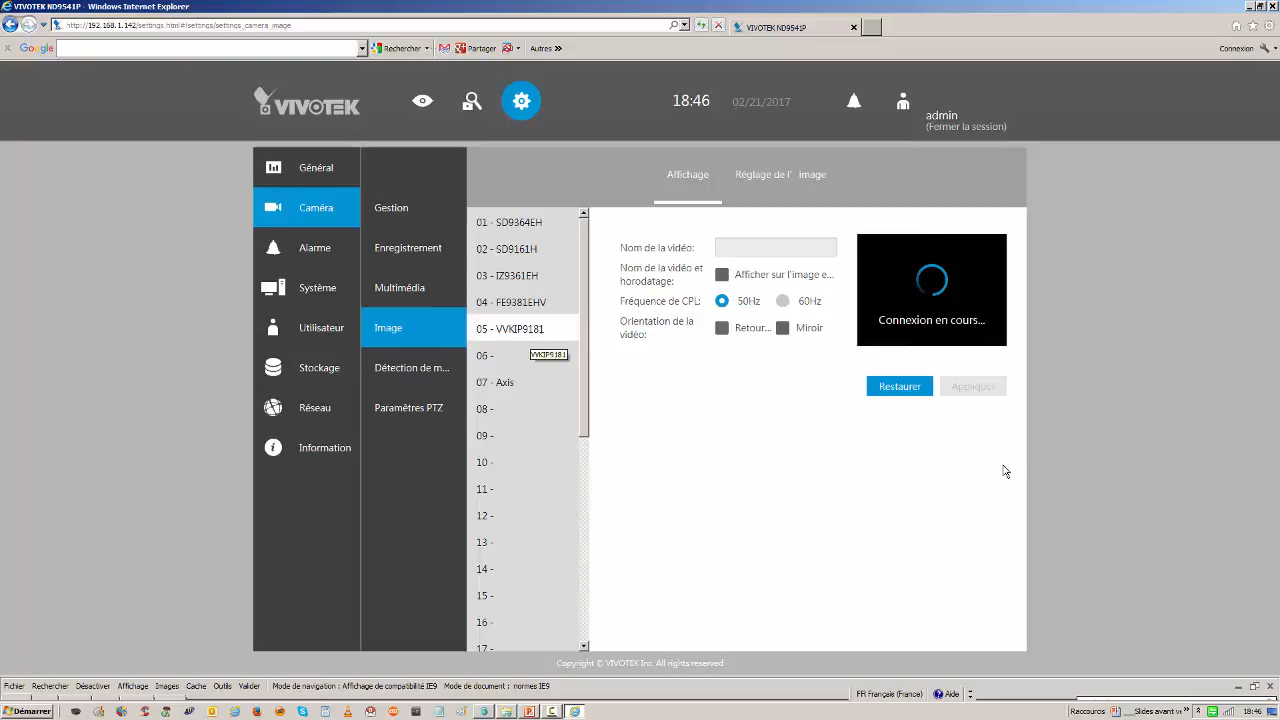 VIVOTEK ND9541P - Windows Internet Explorer
http://192.168.1.142/settings.html#!settings/settings_camera_image
VIVOTEK ND9541P
Google
Rechercher
Partager
Autres »
Connexion
VIVOTEK
18:46
02/21/2017
admin
(Fermer la session)
Général
Caméra
Alarme
Système
Utilisateur
Stockage
Réseau
Information
Gestion
Enregistrement
Multimédia
Image
Détection de m...
Paramètres PTZ
01 - SD9364EH
02 - SD9161H
03 - IZ9361EH
04 - FE9381EHV
05 - VVKIP9181
06 -
VVKIP9181
07 - Axis
08 -
09 -
10 -
11 -
12 -
13 -
14 -
15 -
16 -
17 -
Affichage
Réglage de l' image
Nom de la vidéo:
Nom de la vidéo et
horodatage:
Afficher sur l'image e...
Fréquence de CPL:
50Hz
60Hz
Orientation de la
vidéo:
Retour...
Miroir
Connexion en cours...
Restaurer
Appliquer
Copyright © VIVOTEK Inc. All rights reserved
Fichier Rechercher Désactiver Affichage Images Cache Outils Valider Mode de navigation : Affichage de compatibilité IE9 Mode de document : normes IE9
FR Français (France)
Aide
Démarrer
Raccourcis
__Slides avant ve
»
18:46